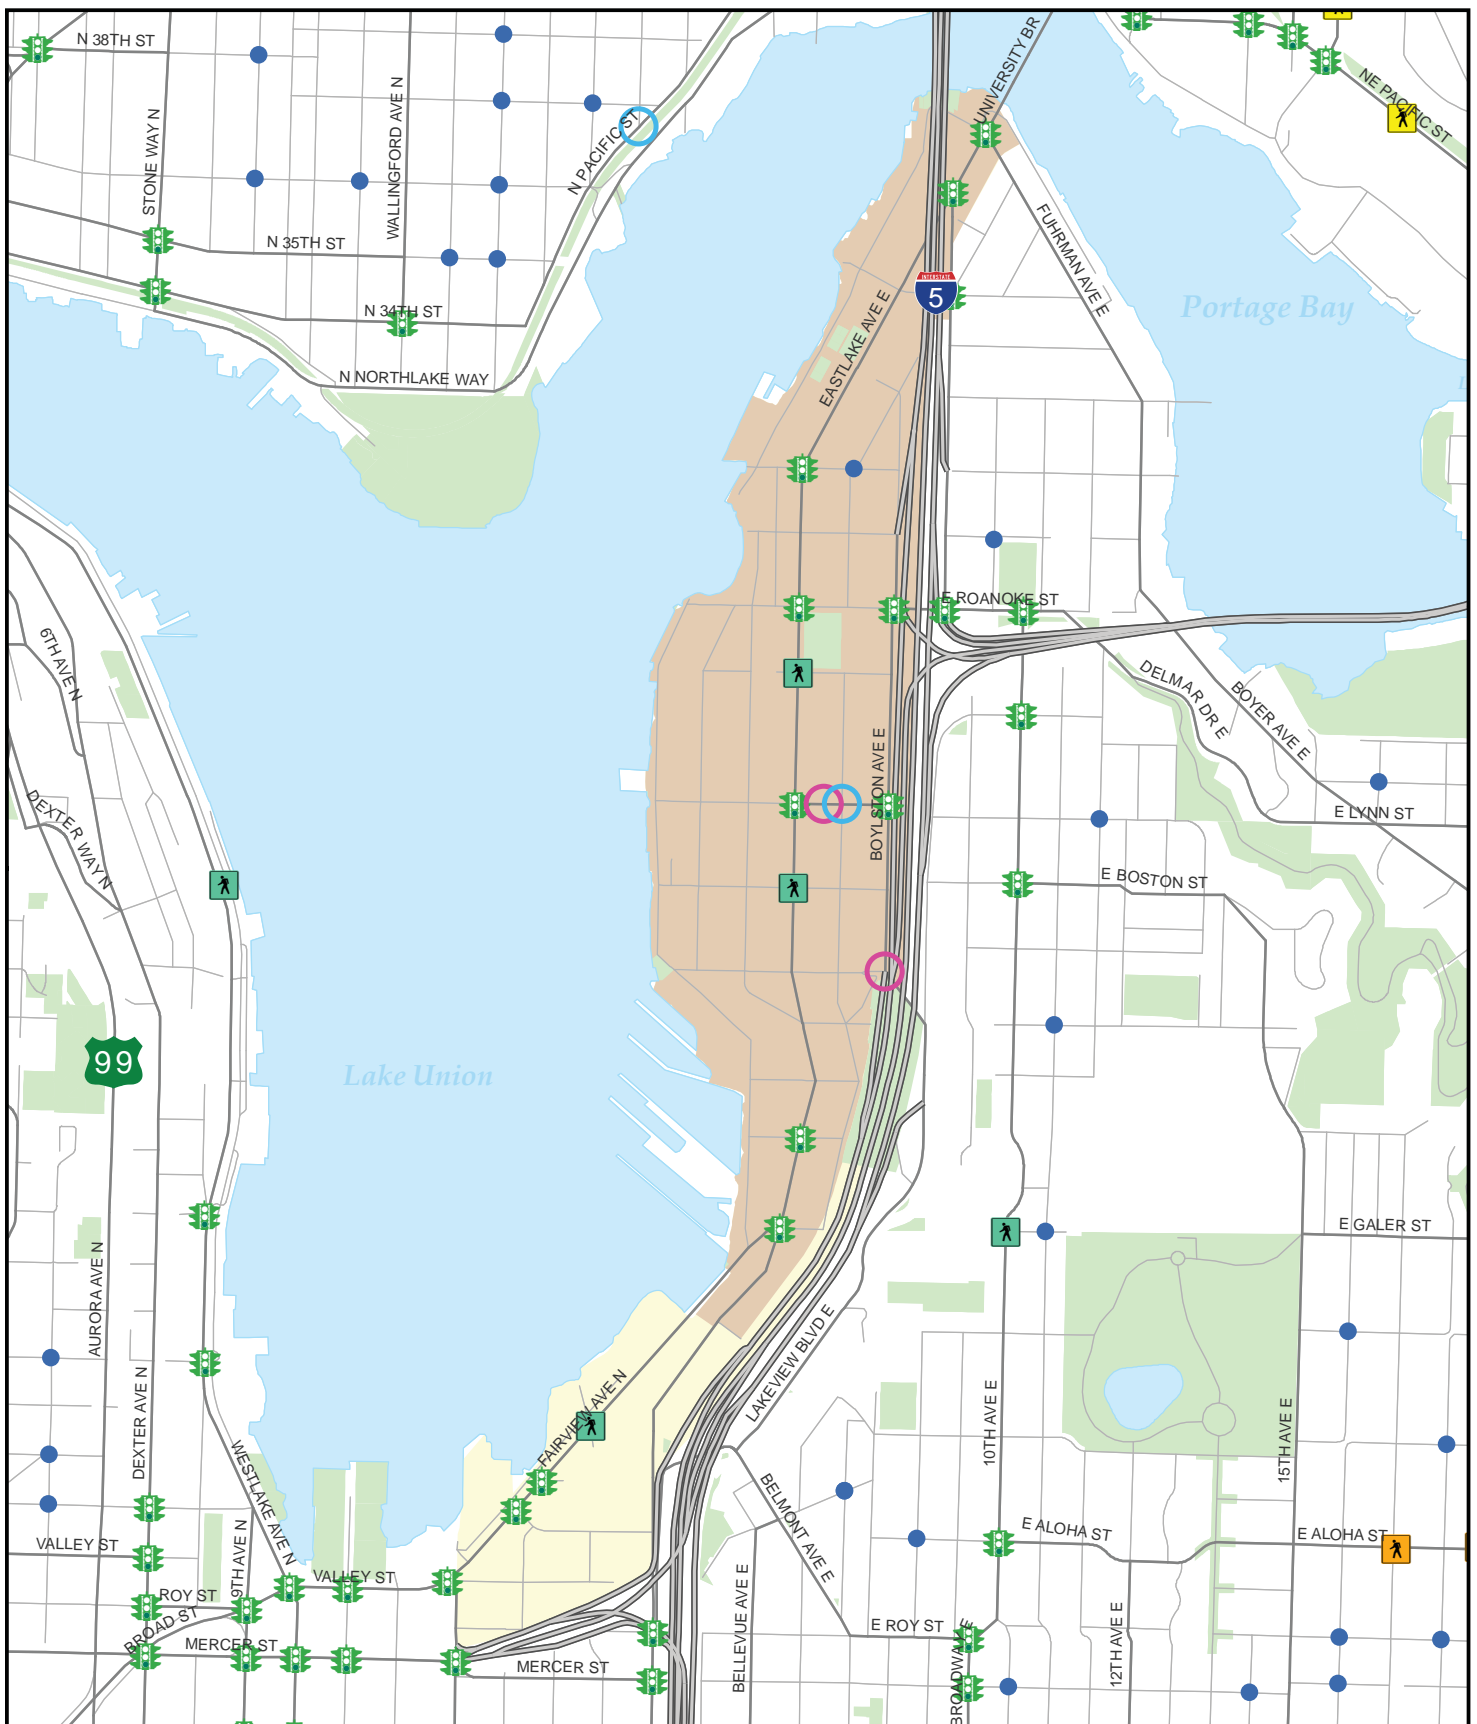 N 38TH ST
UNIVERSITY BR
NE PACIFIC ST
STONE WAY N
WALLINGFORD AVE N
N PACIFIC ST
N 35TH ST
FUHRMAN AVE E
INTERSTATE
5
Portage Bay
N 34TH ST
EASTLAKE AVE E
N NORTHLAKE WAY
E ROANOKE ST
6TH AVE N
DELMAR DR E
BOYER AVE E
BOYLSTON AVE E
DEXTER WAY N
E LYNN ST
E BOSTON ST
99
Lake Union
E GALER ST
AURORA AVE N
LAKEVIEW BLVD E
DEXTER AVE N
FAIRVIEW AVE N
10TH AVE E
15TH AVE E
WESTLAKE AVE N
BELMONT AVE E
E ALOHA ST
E ALOHA ST
VALLEY ST
9TH AVE N
VALLEY ST
ROY ST
BROAD ST
BELLEVUE AVE E
E ROY ST
12TH AVE E
MERCER ST
MERCER ST
BROADWAY E